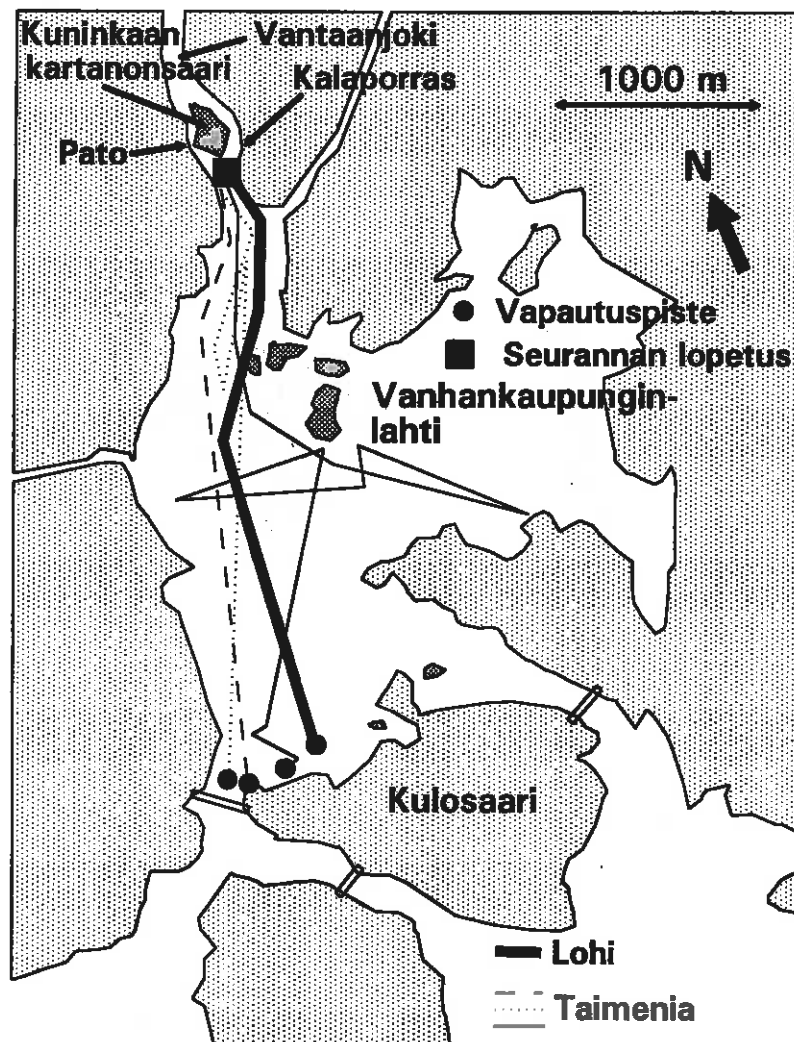 Kuninkaan
kartanonsaari
Vantaanjoki
Kalaporras
Pato
1000 m
N
Vapautuspiste
Seurannan lopetus
Vanhankaupungin-
lahti
Kulosaari
Lohi
Taimenia